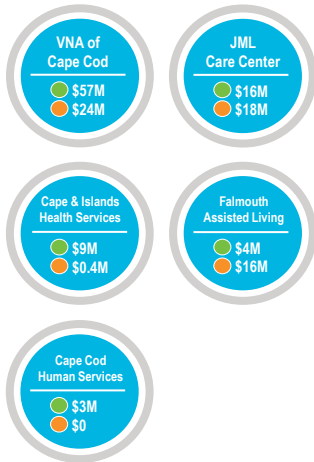 VNA of
Cape Cod
$57M
$24M
JML
Care Center
$16M
$18M
Cape & Islands
Health Services
$9M
$0.4M
Falmouth
Assisted Living
$4M
$16M
Cape Cod
Human Services
$3M
$0